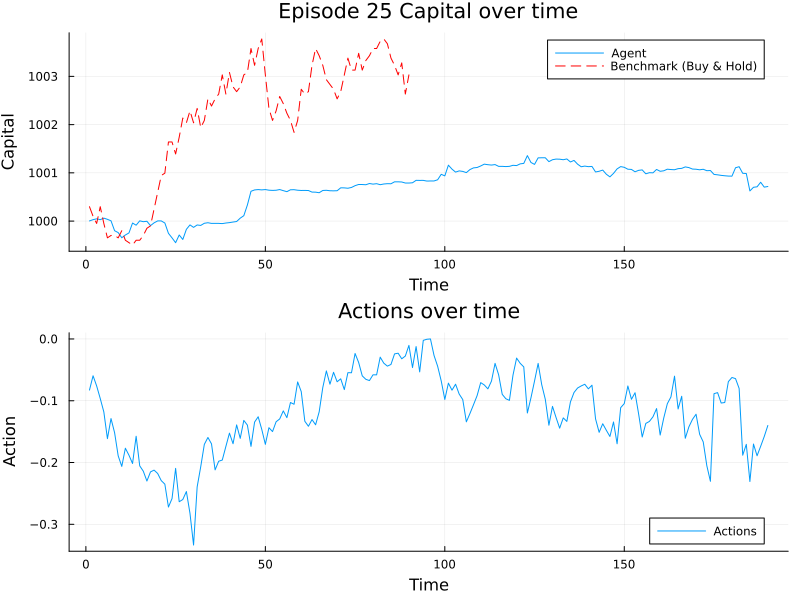 Episode 25 Capital over time
Capital
1003
1002
1001
1000
Agent
Benchmark (Buy & Hold)
0 50 100 150
Time
Actions over time
Action
0.0
−0.1
−0.2
−0.3
Actions
0 50 100 150
Time